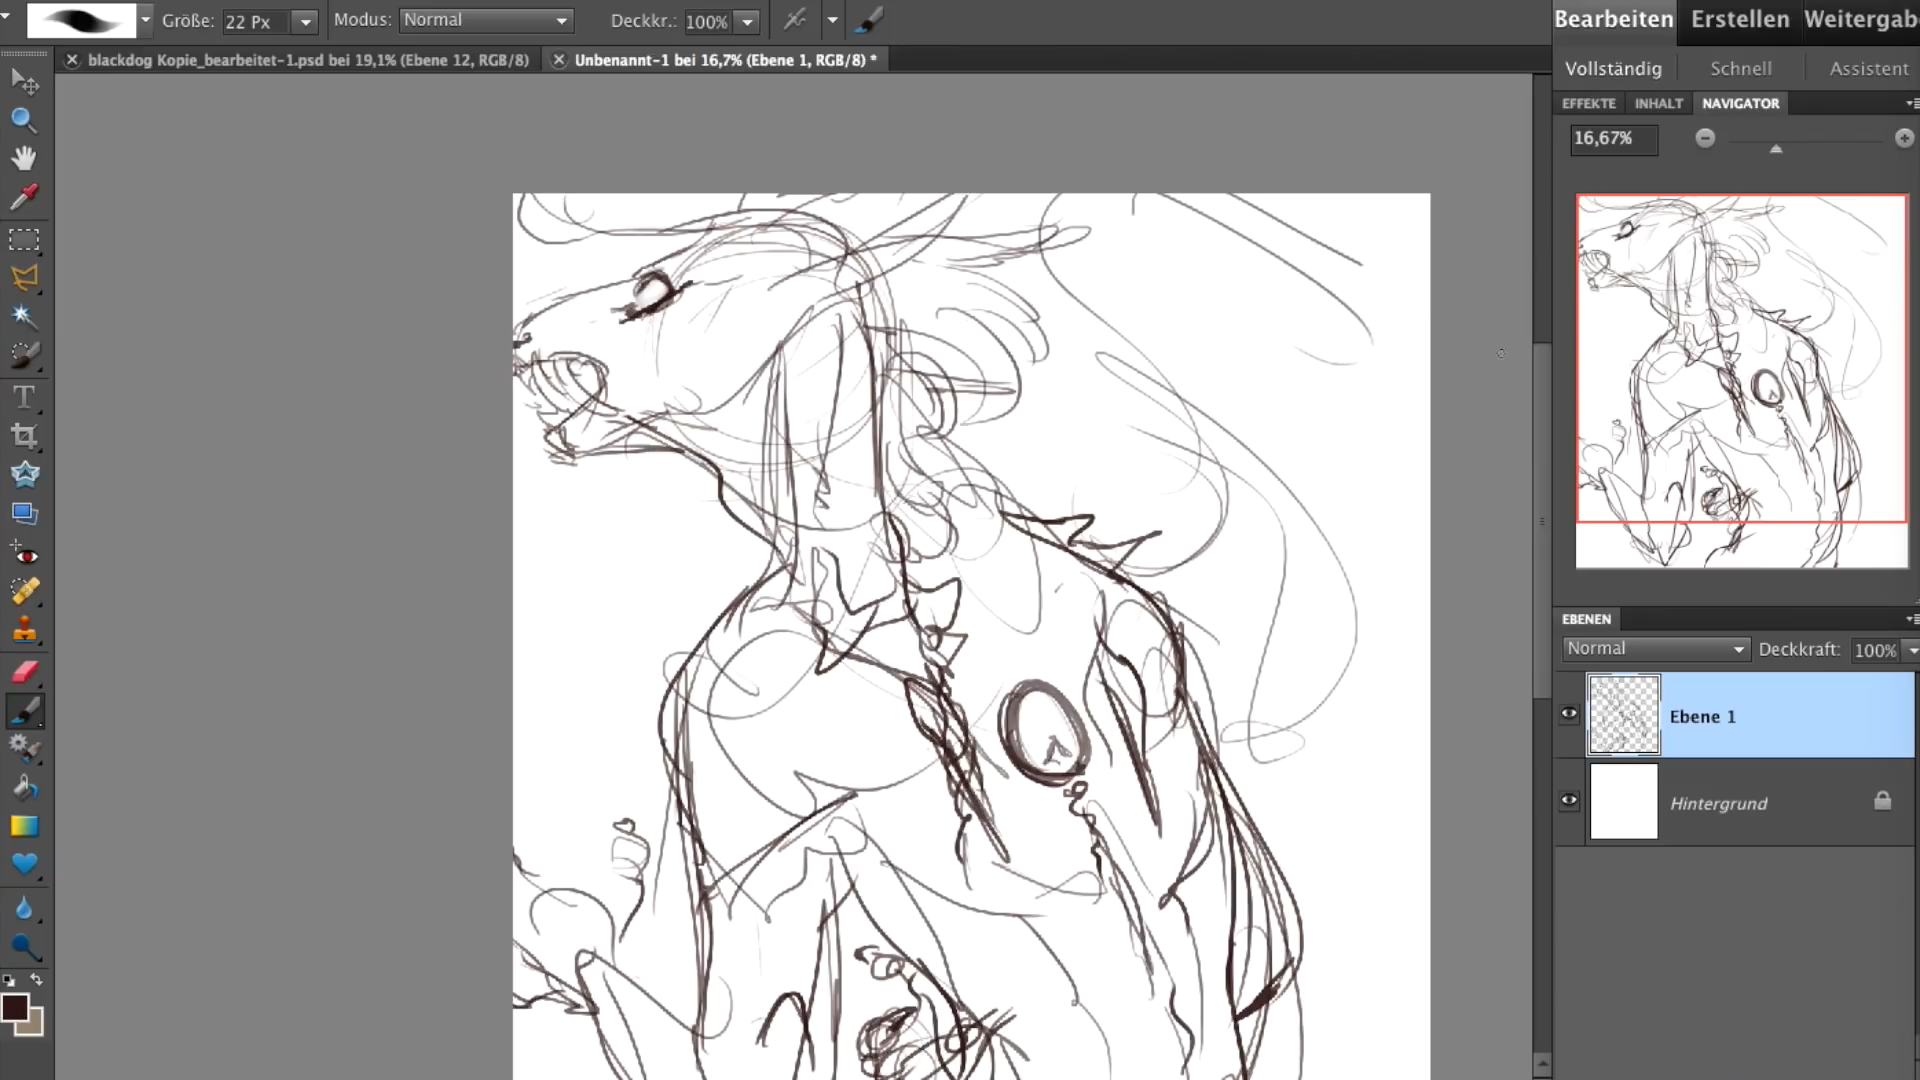 Größe: 22 Px Modus: Normal Deckkr.: 100%
Bearbeiten Erstellen Weitergab
blackdog Kopie_bearbeitet-1.psd bei 19,1% (Ebene 12, RGB/8) Unbenannt-1 bei 16,7% (Ebene 1, RGB/8) *
Vollständig Schnell Assistent
EFFEKTE INHALT NAVIGATOR
16,67%
EBENEN
Normal Deckkraft: 100%
Ebene 1
Hintergrund